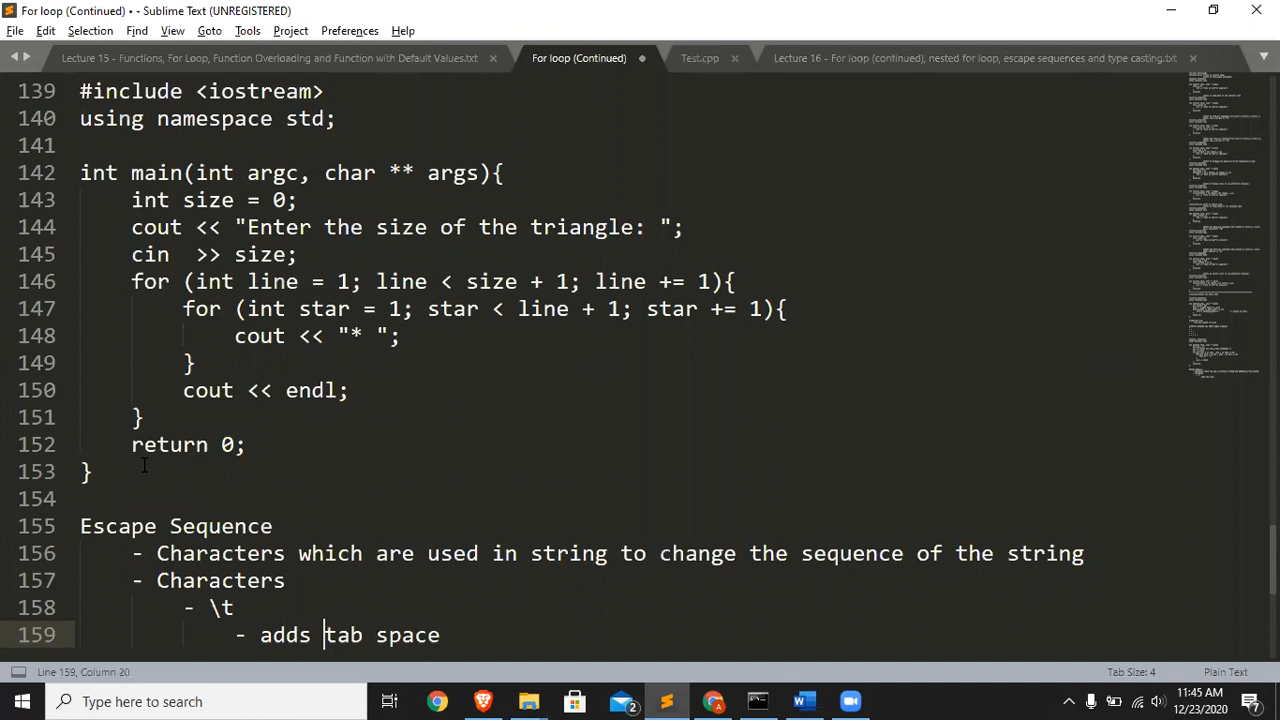 For loop (Continued) • - Sublime Text (UNREGISTERED)
File Edit Selection Find View Goto Tools Project Preferences Help
Lecture 15 - Functions, For Loop, Function Overloading and Function with Default Values.txt For loop (Continued) Test.cpp Lecture 16 - For loop (continued), nested for loop, escape sequences and type casting.txt
139 #include <iostream>
140 using namespace std;
141
142 int main(int argc, char ** args){
143 int size = 0;
144 cout << "Enter the size of the triangle: ";
145 cin >> size;
146 for (int line = 1; line < size + 1; line += 1){
147 for (int star = 1; star < line + 1; star += 1){
148 cout << "* ";
149 }
150 cout << endl;
151 }
152 return 0;
153 }
154
155 Escape Sequence
156 - Characters which are used in string to change the sequence of the string
157 - Characters
158 - \t
159 - adds tab space
Line 159, Column 20 Tab Size: 4 Plain Text
Type here to search 2 11:45 AM
12/23/2020 7